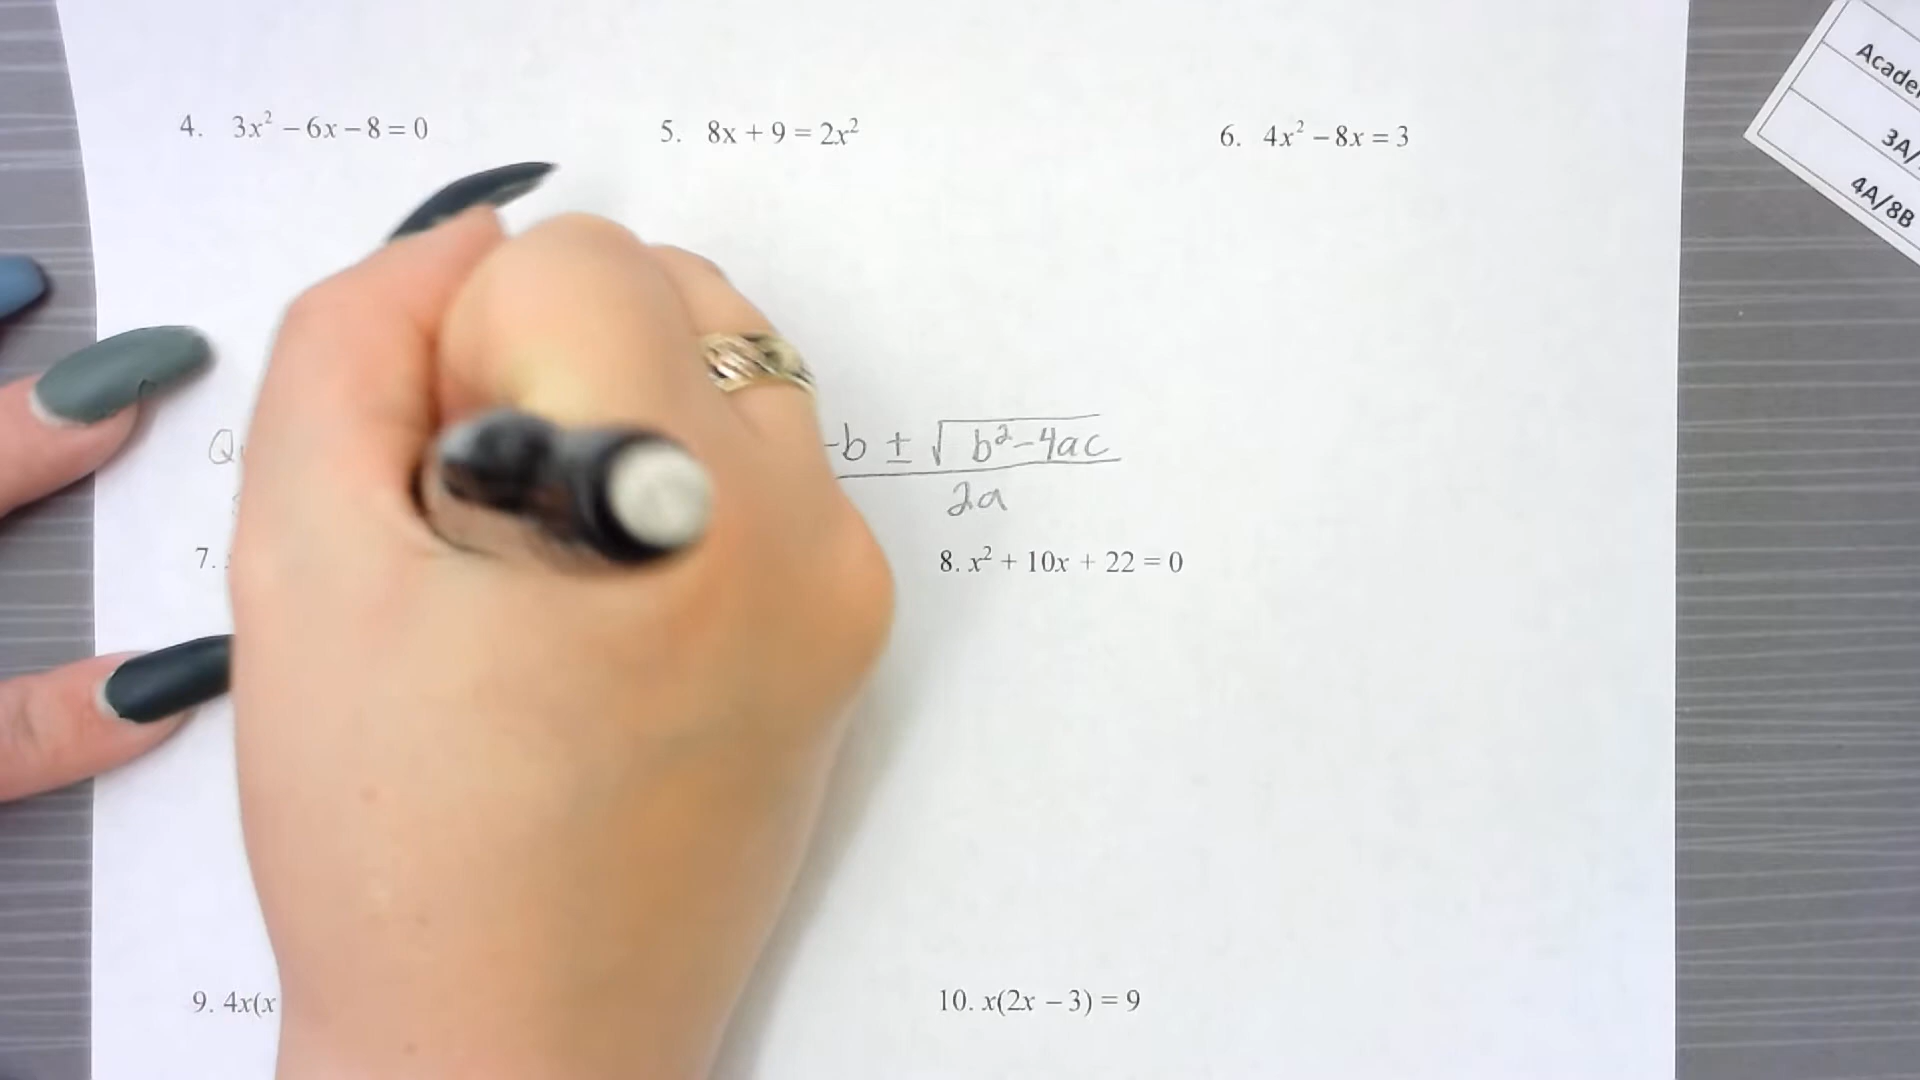 4. 3x² – 6x – 8 = 0
5. 8x + 9 = 2x²
6. 4x² – 8x = 3
-b ± √b²-4ac
2a
7.
8. x² + 10x + 22 = 0
9. 4x(x
10. x(2x – 3) = 9
3A/
4A/8B